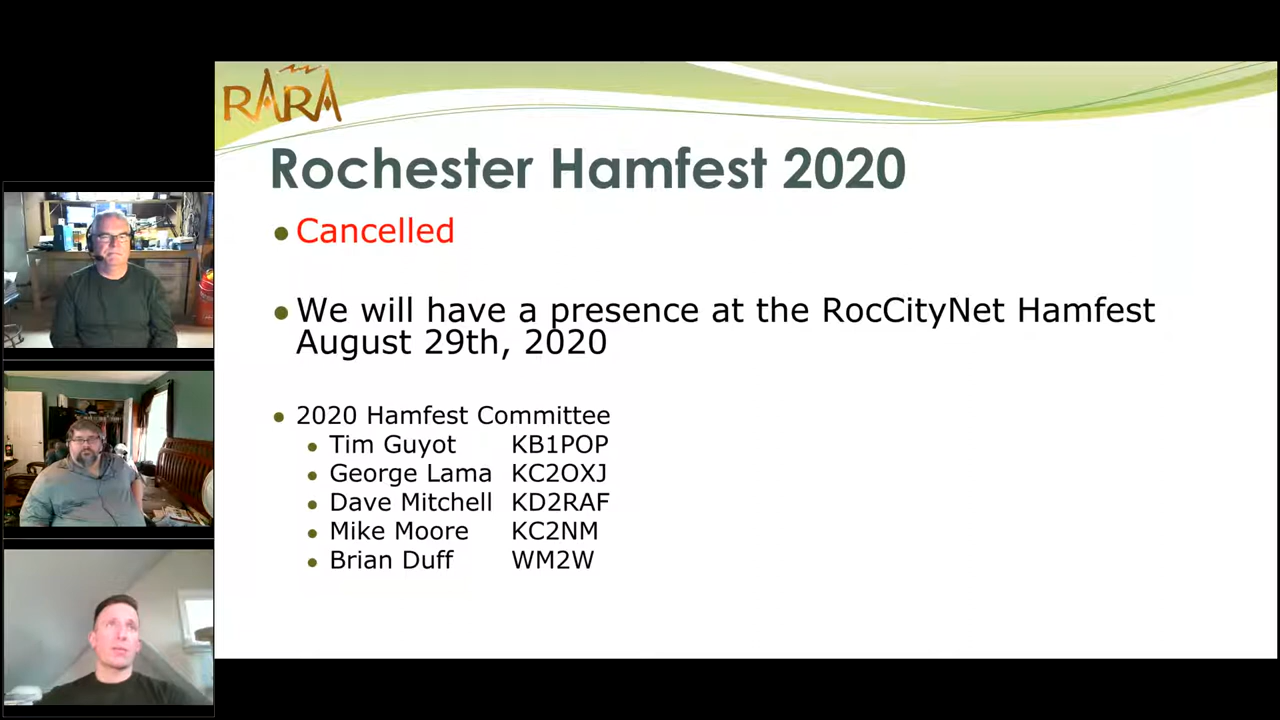 RARA
Rochester Hamfest 2020
Cancelled
We will have a presence at the RocCityNet Hamfest
August 29th, 2020
2020 Hamfest Committee
Tim Guyot KB1POP
George Lama KC2OXJ
Dave Mitchell KD2RAF
Mike Moore KC2NM
Brian Duff WM2W